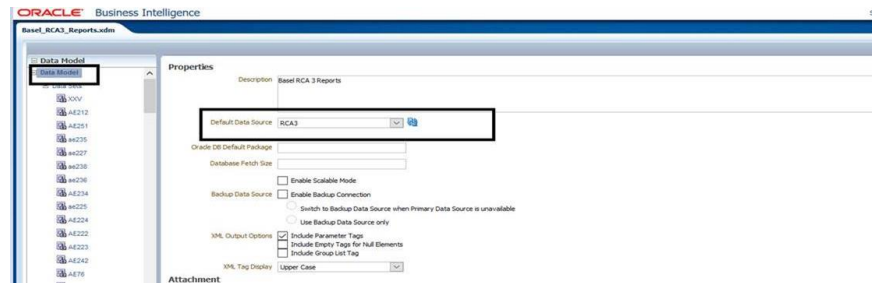 ORACLE Business Intelligence
Basel_RCA3_Reports.xdm
Data Model
Data Model
Data Sets
XXV
AE212
AE251
ae235
ae227
ae238
ae236
AE234
ae225
AE224
AE222
AE223
AE242
AE76
Properties
Description Basel RCA 3 Reports
Default Data Source RCA3
Oracle DB Default Package
Database Fetch Size
Enable Scalable Mode
Backup Data Source Enable Backup Connection
Switch to Backup Data Source when Primary Data Source is unavailable
Use Backup Data Source only
XML Output Options Include Parameter Tags
Include Empty Tags for Null Elements
Include Group List Tag
XML Tag Display Upper Case
Attachment